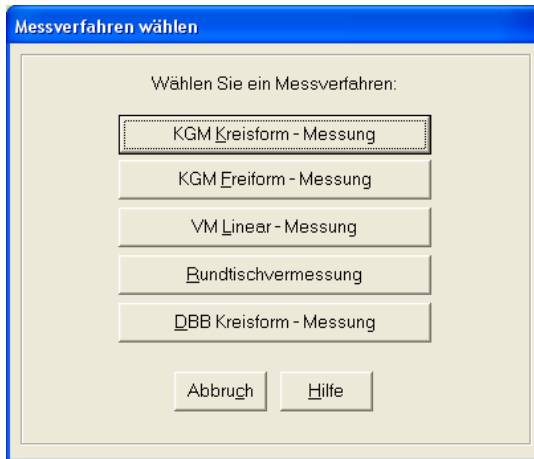 Messverfahren wählen
Wählen Sie ein Messverfahren:
KGM Kreisform - Messung
KGM Freiform - Messung
VM Linear - Messung
Rundtischvermessung
DBB Kreisform - Messung
Abbruch Hilfe